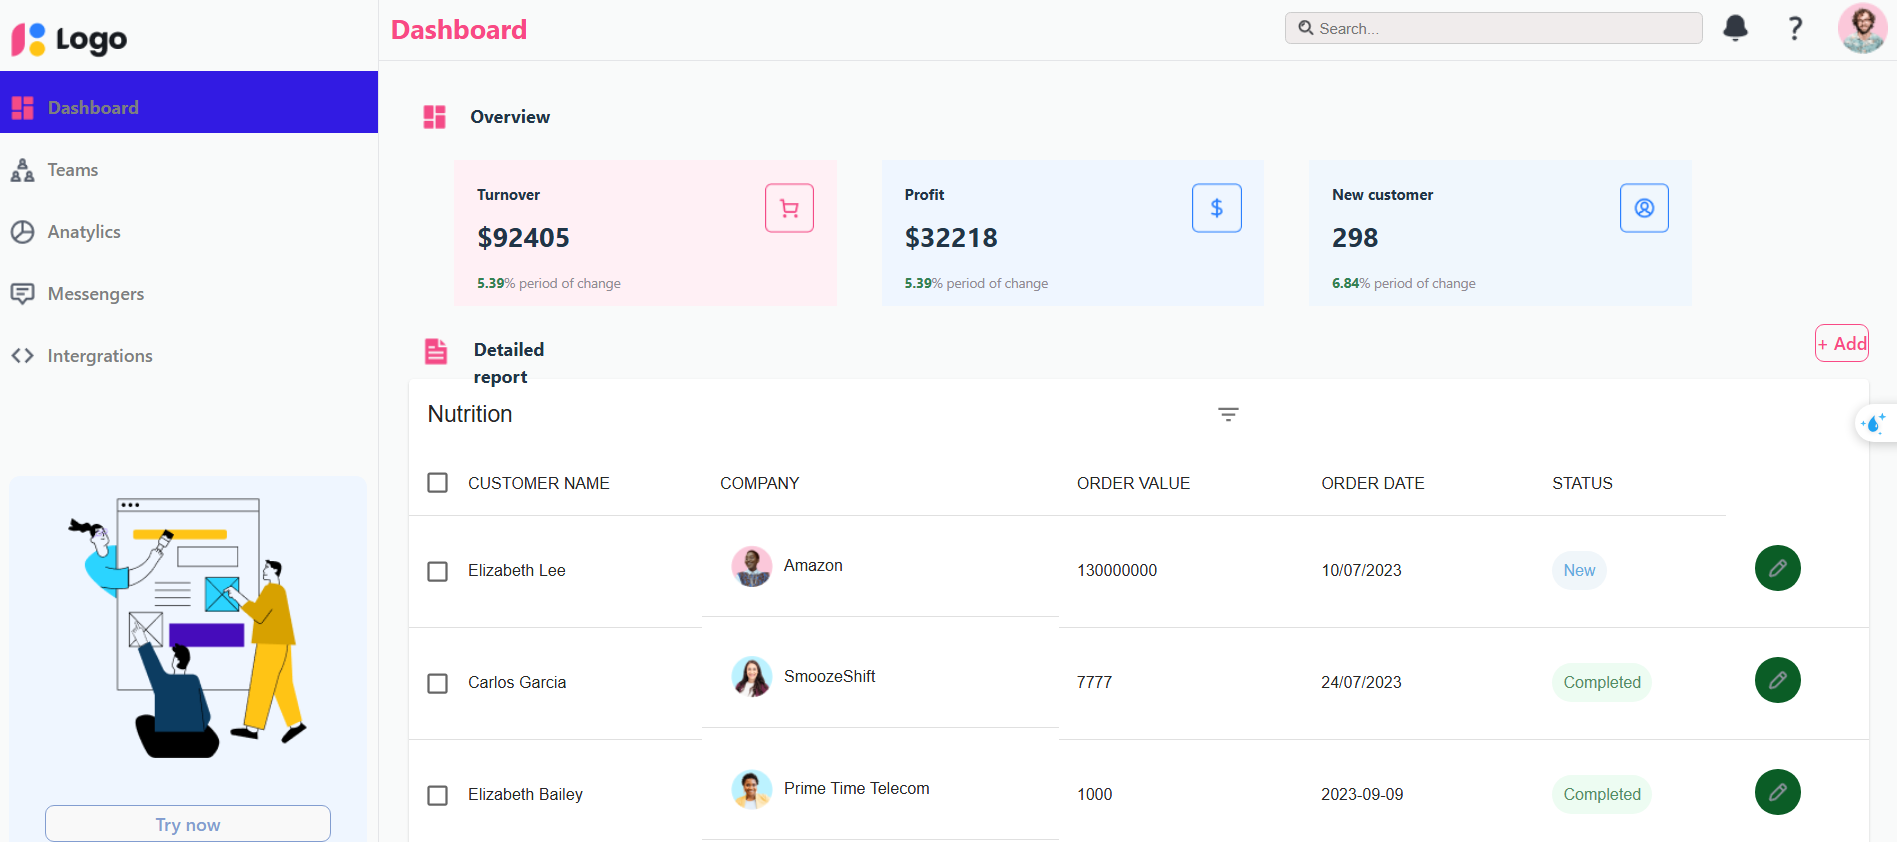 Logo
Dashboard
Search...
?
Dashboard
Teams
Anatylics
Messengers
Intergrations
Try now
Overview
Turnover
$92405
5.39% period of change
Profit
$32218
5.39% period of change
New customer
298
6.84% period of change
Detailed
report
+ Add
Nutrition
CUSTOMER NAME COMPANY ORDER VALUE ORDER DATE STATUS
Elizabeth Lee Amazon 130000000 10/07/2023 New
Carlos Garcia SmoozeShift 7777 24/07/2023 Completed
Elizabeth Bailey Prime Time Telecom 1000 2023-09-09 Completed